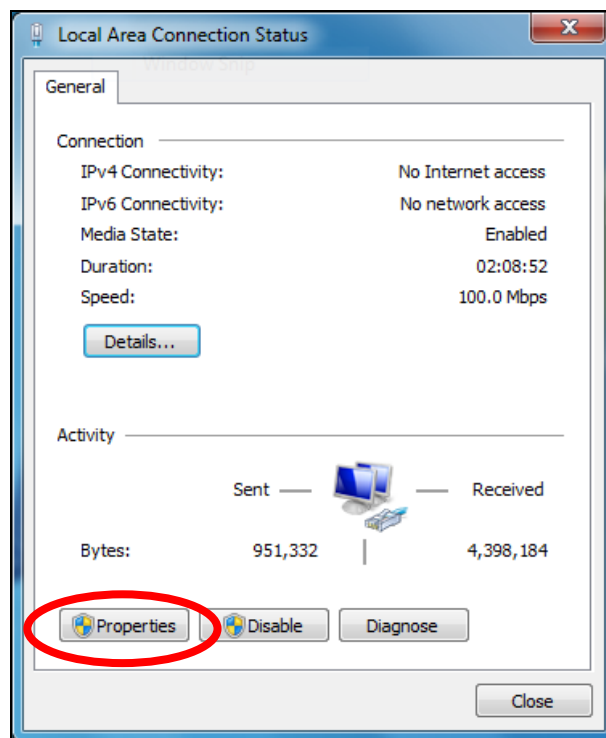 Local Area Connection Status
Window Snip
General
Connection
IPv4 Connectivity: No Internet access
IPv6 Connectivity: No network access
Media State: Enabled
Duration: 02:08:52
Speed: 100.0 Mbps
Details...
Activity
Sent Received
Bytes: 951,332 4,398,184
Properties Disable Diagnose
Close